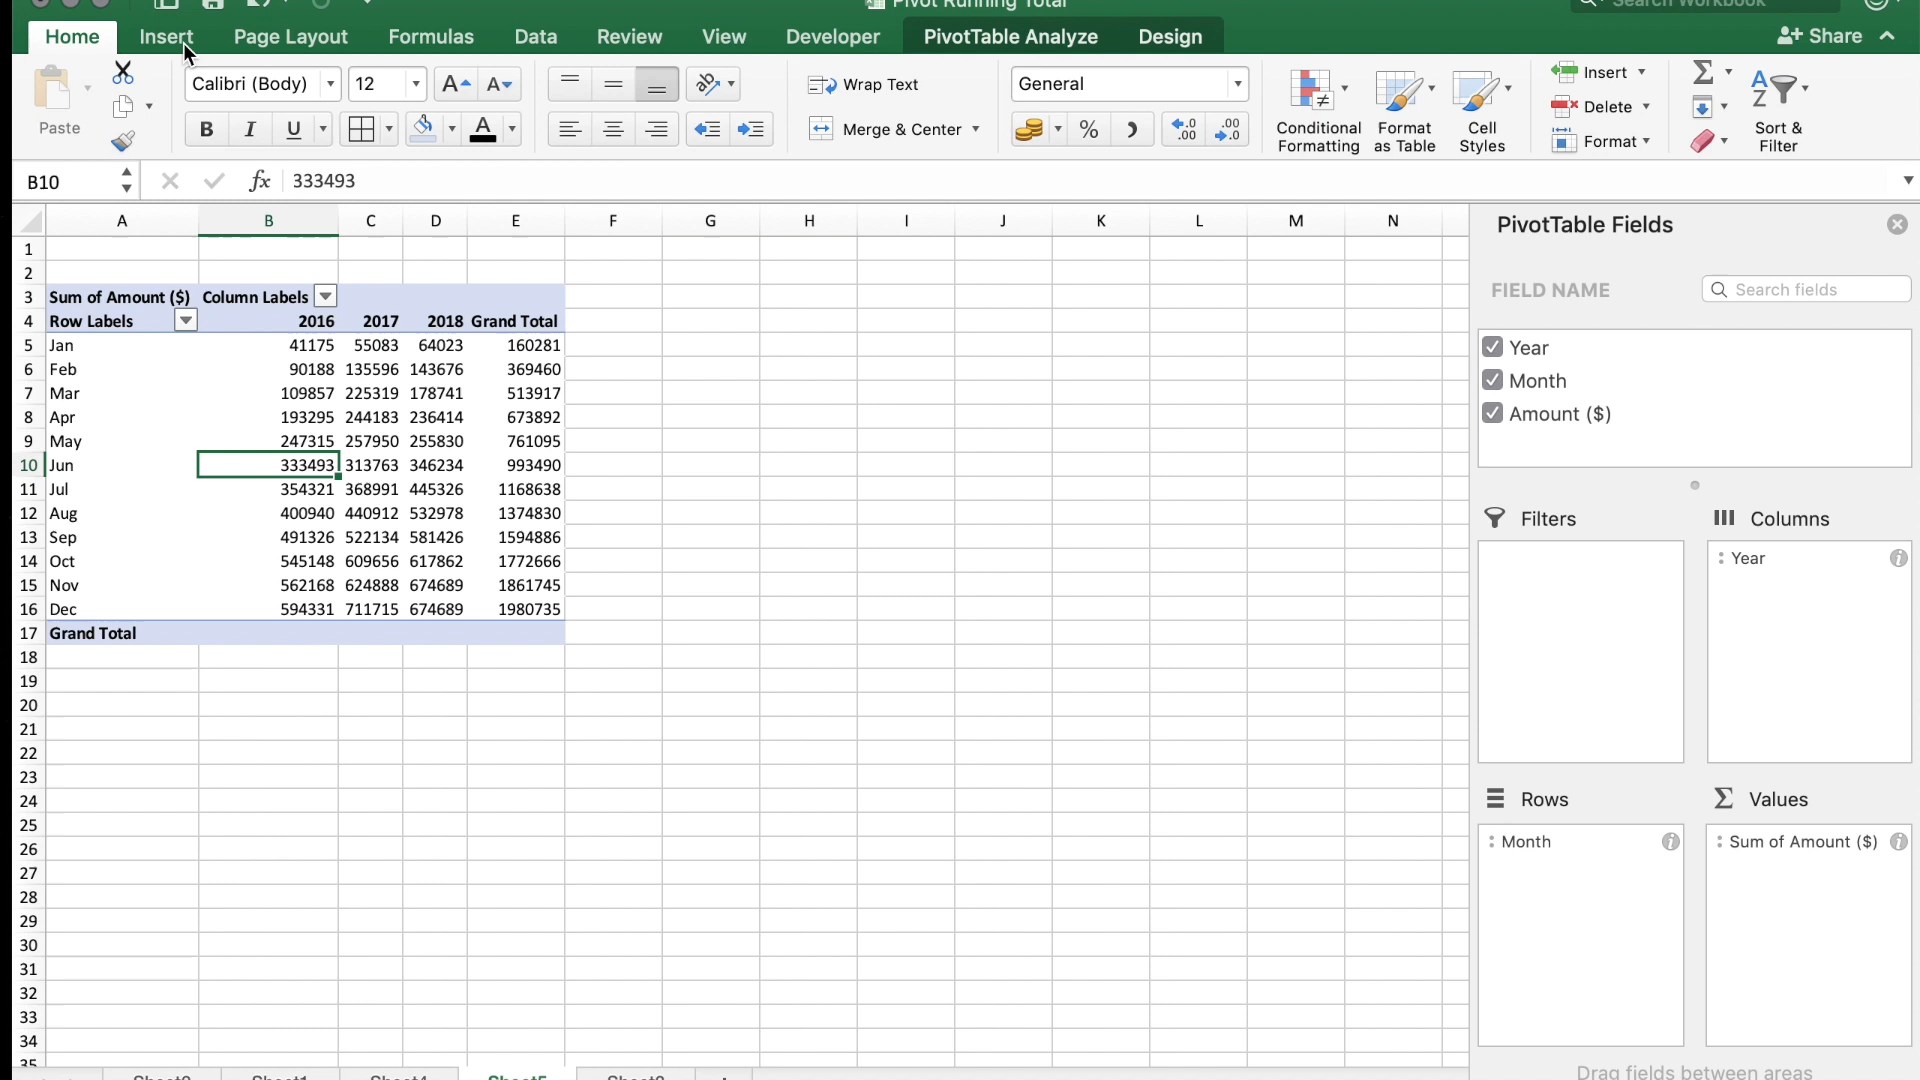 Pivot Running Total
Search Workbook
Home Insert Page Layout Formulas Data Review View Developer PivotTable Analyze Design Share
Paste
Calibri (Body) 12
B I U A
Wrap Text
Merge & Center
General
% .0 .00 .00 .0
Conditional Formatting
Format as Table
Cell Styles
Insert
Delete
Format
Sort & Filter
B10 fx 333493
A B C D E F G H I J K L M N
1
2
3 Sum of Amount ($) Column Labels
4 Row Labels 2016 2017 2018 Grand Total
5 Jan 41175 55083 64023 160281
6 Feb 90188 135596 143676 369460
7 Mar 109857 225319 178741 513917
8 Apr 193295 244183 236414 673892
9 May 247315 257950 255830 761095
10 Jun 333493 313763 346234 993490
11 Jul 354321 368991 445326 1168638
12 Aug 400940 440912 532978 1374830
13 Sep 491326 522134 581426 1594886
14 Oct 545148 609656 617862 1772666
15 Nov 562168 624888 674689 1861745
16 Dec 594331 711715 674689 1980735
17 Grand Total
18
19
20
21
22
23
24
25
26
27
28
29
30
31
32
33
34
35
PivotTable Fields
FIELD NAME Search fields
Year
Month
Amount ($)
Filters Columns
Year
Rows Values
Month Sum of Amount ($)
Drag fields between areas